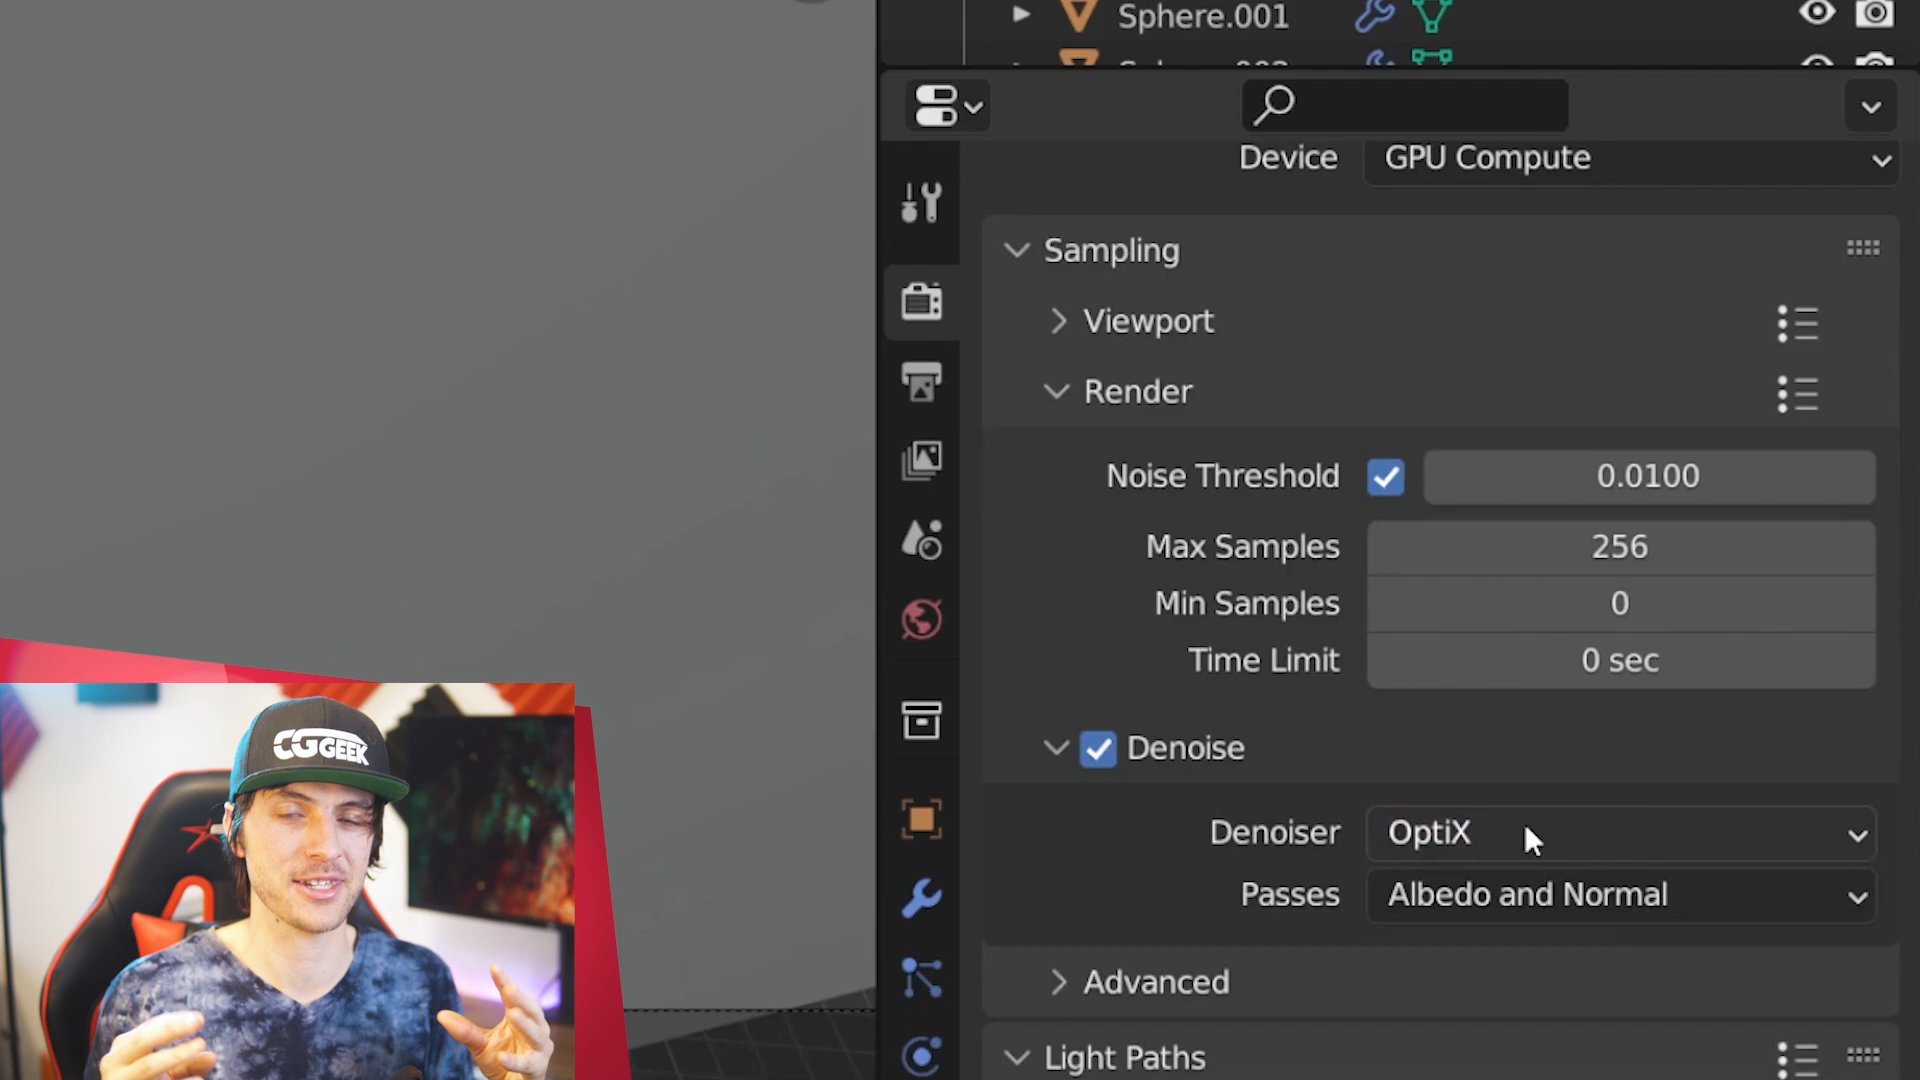 Sphere.001
Device GPU Compute
Sampling
Viewport
Render
Noise Threshold 0.0100
Max Samples 256
Min Samples 0
Time Limit 0 sec
Denoise
Denoiser OptiX
Passes Albedo and Normal
Advanced
Light Paths
CGGEEK